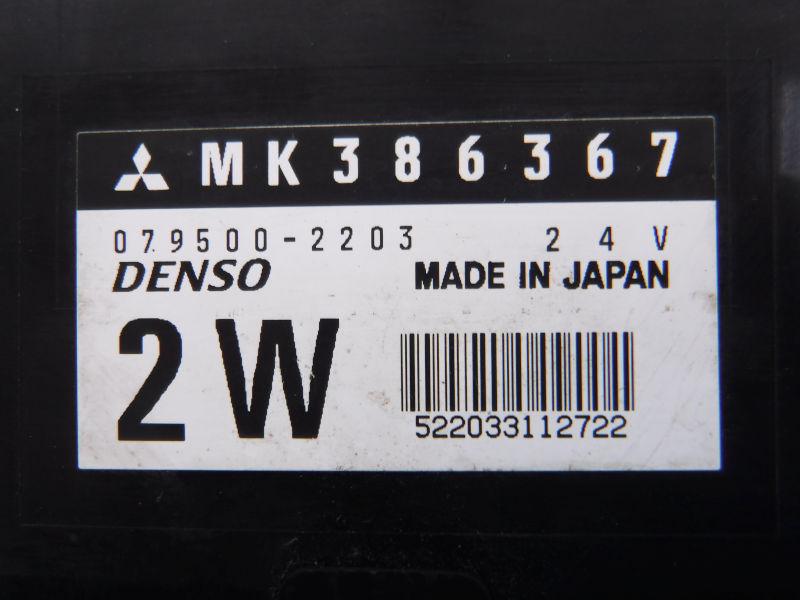 MK386367
079500-2203 24V
DENSO MADE IN JAPAN
2W
522033112722